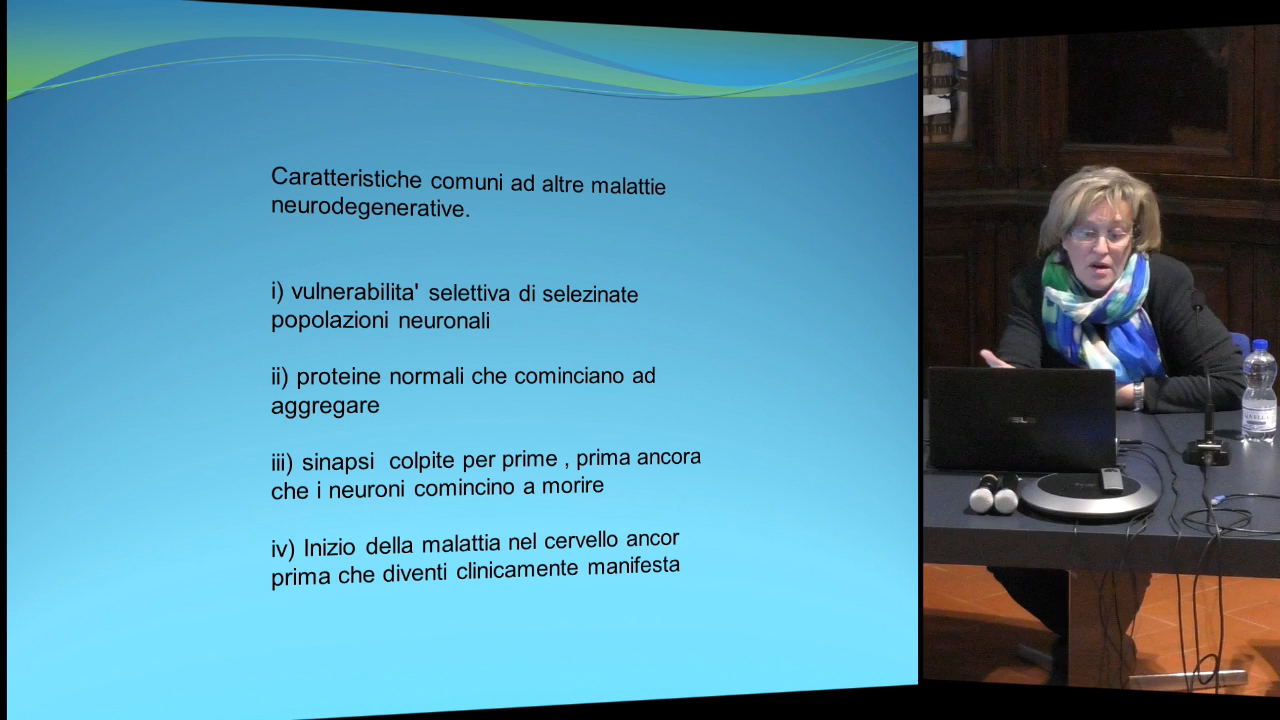 Caratteristiche comuni ad altre malattie
neurodegenerative.
i) vulnerabilita' selettiva di selezinate
popolazioni neuronali
ii) proteine normali che cominciano ad
aggregare
iii) sinapsi colpite per prime , prima ancora
che i neuroni comincino a morire
iv) Inizio della malattia nel cervello ancor
prima che diventi clinicamente manifesta